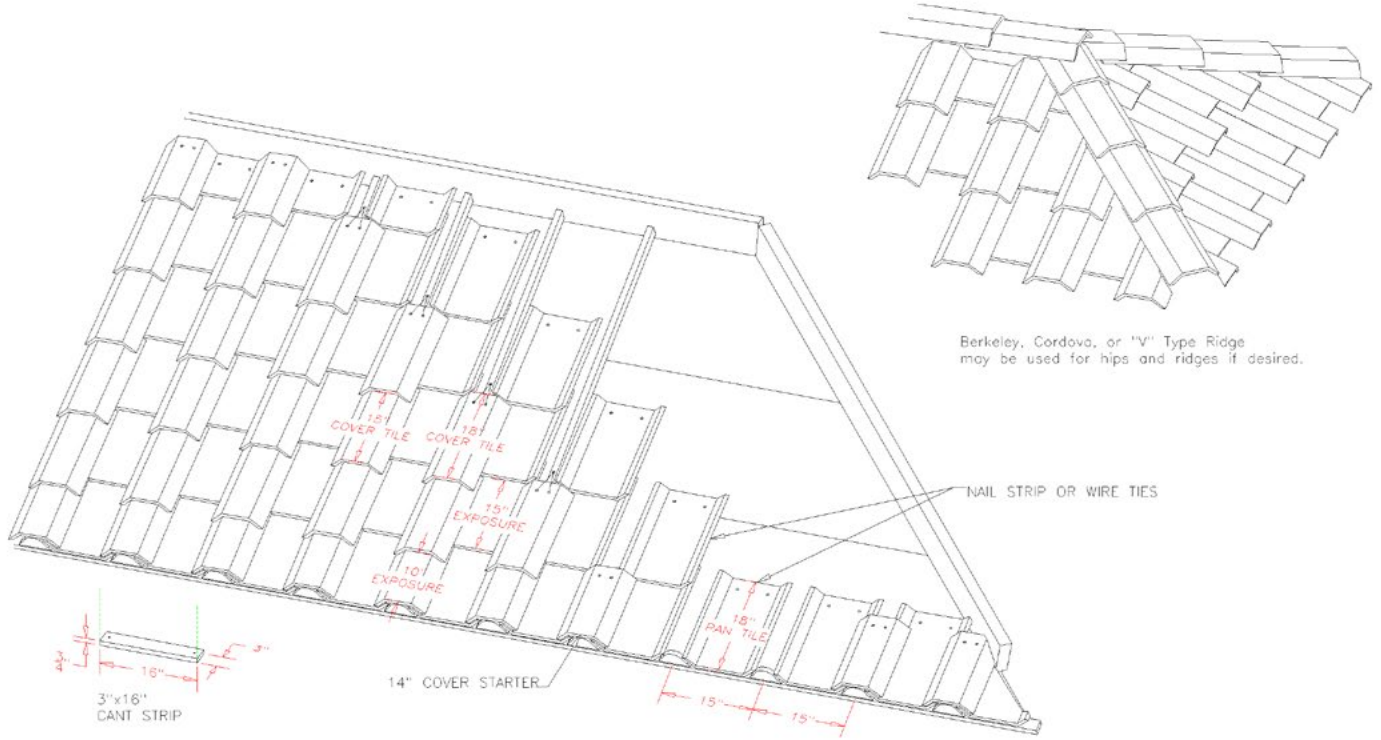 Berkeley, Cordova, or "V" Type Ridge
may be used for hips and ridges if desired.
15"
COVER TILE
18"
COVER TILE
15"
EXPOSURE
10"
EXPOSURE
NAIL STRIP OR WIRE TIES
18"
PAN TILE
14" COVER STARTER
15"
15"
3/4"
16"
3"
3"x16"
CANT STRIP